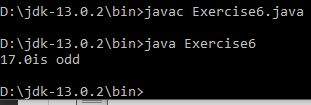 D:\jdk-13.0.2\bin>javac Exercise6.java
D:\jdk-13.0.2\bin>java Exercise6
17.0is odd
D:\jdk-13.0.2\bin>